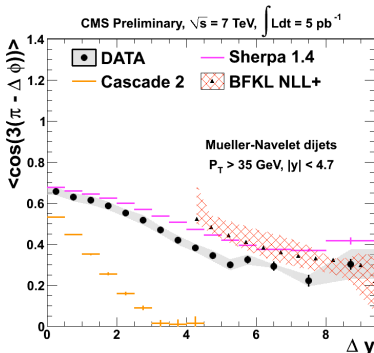 CMS Preliminary, √s = 7 TeV, ∫Ldt = 5 pb⁻¹
<cos(3(π - Δ ϕ))>
1.4
1.2
1
0.8
0.6
0.4
0.2
0
DATA
Sherpa 1.4
Cascade 2
BFKL NLL+
Mueller-Navelet dijets
P_T > 35 GeV, |y| < 4.7
0 2 4 6 8
Δ y